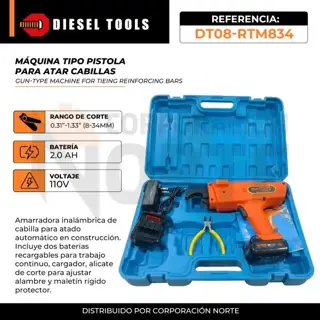 DIESEL TOOLS
REFERENCIA:
DT08-RTM834
MÁQUINA TIPO PISTOLA
PARA ATAR CABILLAS
GUN-TYPE MACHINE FOR TIEING REINFORCING BARS
RANGO DE CORTE
0.31"-1.33" (8-34MM)
BATERÍA
2.0 AH
VOLTAJE
110V
Amarradora inalámbrica de
cabilla para atado
automático en construcción.
Incluye dos baterías
recargables para trabajo
continuo, cargador, alicate
de corte para ajustar
alambre y maletín rígido
protector.
DISTRIBUIDO POR CORPORACIÓN NORTE